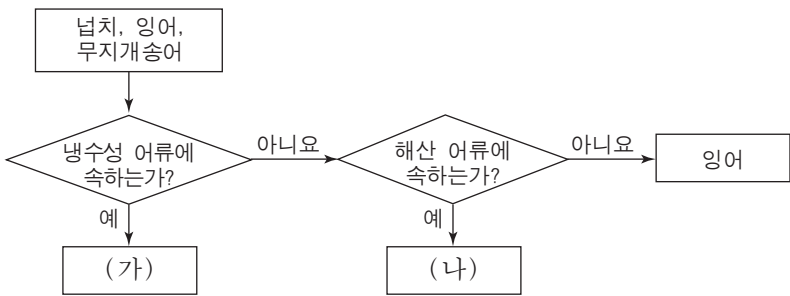 넙치, 잉어,
무지개송어
냉수성 어류에
속하는가?
아니요
해산 어류에
속하는가?
아니요
잉어
예
예
(가)
(나)